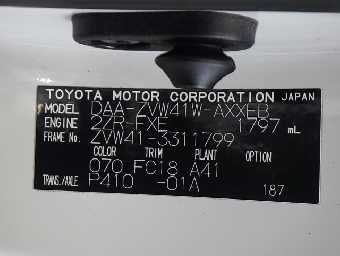 TOYOTA MOTOR CORPORATION JAPAN
MODEL DAA-ZVW41W-AXXEB
ENGINE 2ZR-FXE 1797 mL
FRAME No. ZVW41-3311799
COLOR TRIM PLANT OPTION
070 FC18 A41
TRANS./AXLE P410 -01A
187